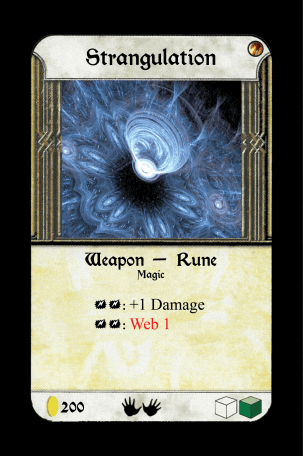 Strangulation
Weapon — Rune
Magic
: +1 Damage
: Web 1
200